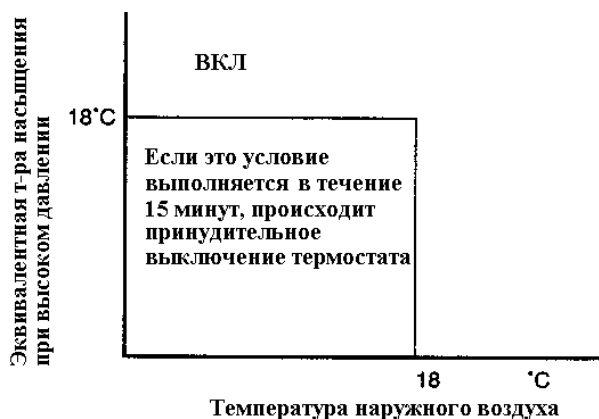 Эквивалентная т-ра насыщения
при высоком давлении
ВКЛ
18°C
Если это условие
выполняется в течение
15 минут, происходит
принудительное
выключение термостата
18 °C
Температура наружного воздуха